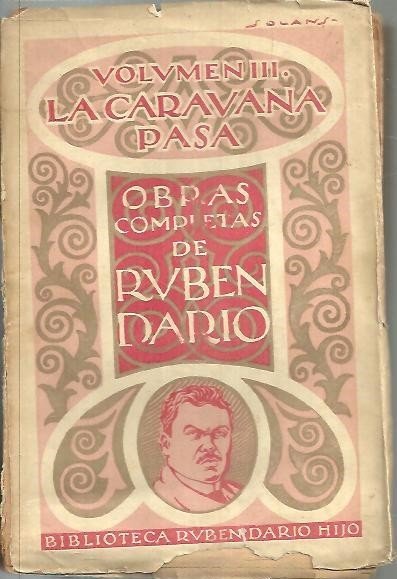 SOLANS-
VOLVMEN III.
LA CARAVANA
PASA
OBRAS
COMPLETAS
DE
RVBEN
DARIO
BIBLIOTECA RVBEN DARIO HIJO